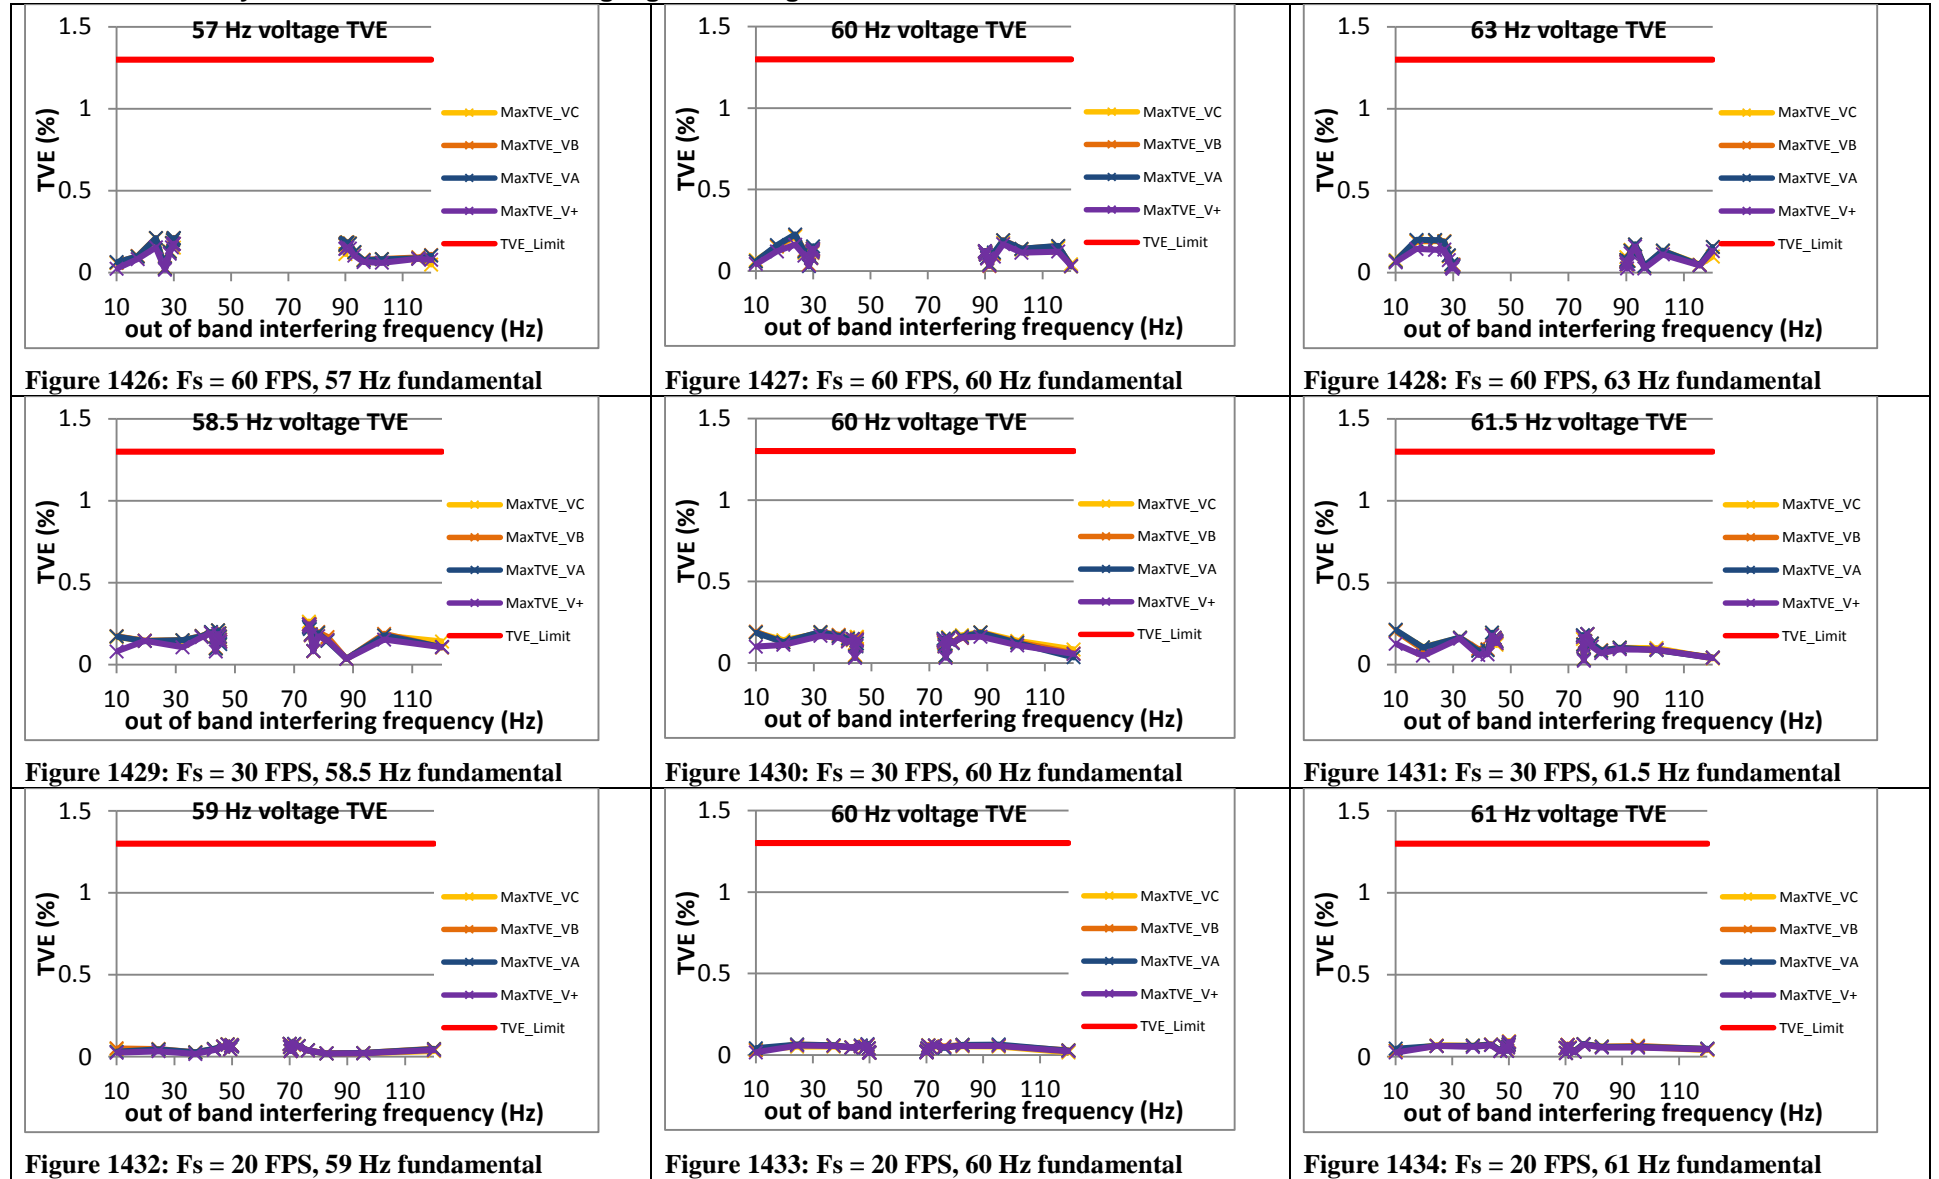 57 Hz voltage TVE
1.5
1
0.5
0
TVE (%)
10 30 90 110
out of band interfering frequency (Hz)
MaxTVE_VC
MaxTVE_VB
MaxTVE_VA
MaxTVE_V+
TVE_Limit
Figure 1426: Fs = 60 FPS, 57 Hz fundamental
60 Hz voltage TVE
1.5
1
0.5
0
TVE (%)
10 30 50 70 90 110
out of band interfering frequency (Hz)
MaxTVE_VC
MaxTVE_VB
MaxTVE_VA
MaxTVE_V+
TVE_Limit
Figure 1427: Fs = 60 FPS, 60 Hz fundamental
63 Hz voltage TVE
1.5
1
0.5
0
TVE (%)
10 30 50 70 90 110
out of band interfering frequency (Hz)
MaxTVE_VC
MaxTVE_VB
MaxTVE_VA
MaxTVE_V+
TVE_Limit
Figure 1428: Fs = 60 FPS, 63 Hz fundamental
58.5 Hz voltage TVE
1.5
1
0.5
0
TVE (%)
10 30 50 70 90 110
out of band interfering frequency (Hz)
MaxTVE_VC
MaxTVE_VB
MaxTVE_VA
MaxTVE_V+
TVE_Limit
Figure 1429: Fs = 30 FPS, 58.5 Hz fundamental
60 Hz voltage TVE
1.5
1
0.5
0
TVE (%)
10 30 50 70 90 110
out of band interfering frequency (Hz)
MaxTVE_VC
MaxTVE_VB
MaxTVE_VA
MaxTVE_V+
TVE_Limit
Figure 1430: Fs = 30 FPS, 60 Hz fundamental
61.5 Hz voltage TVE
1.5
1
0.5
0
TVE (%)
10 30 50 70 90 110
out of band interfering frequency (Hz)
MaxTVE_VC
MaxTVE_VB
MaxTVE_VA
MaxTVE_V+
TVE_Limit
Figure 1431: Fs = 30 FPS, 61.5 Hz fundamental
59 Hz voltage TVE
1.5
1
0.5
0
TVE (%)
10 30 50 70 90 110
out of band interfering frequency (Hz)
MaxTVE_VC
MaxTVE_VB
MaxTVE_VA
MaxTVE_V+
TVE_Limit
Figure 1432: Fs = 20 FPS, 59 Hz fundamental
60 Hz voltage TVE
1.5
1
0.5
0
TVE (%)
10 30 50 70 90 110
out of band interfering frequency (Hz)
MaxTVE_VC
MaxTVE_VB
MaxTVE_VA
MaxTVE_V+
TVE_Limit
Figure 1433: Fs = 20 FPS, 60 Hz fundamental
61 Hz voltage TVE
1.5
1
0.5
0
TVE (%)
10 30 50 70 90 110
out of band interfering frequency (Hz)
MaxTVE_VC
MaxTVE_VB
MaxTVE_VA
MaxTVE_V+
TVE_Limit
Figure 1434: Fs = 20 FPS, 61 Hz fundamental